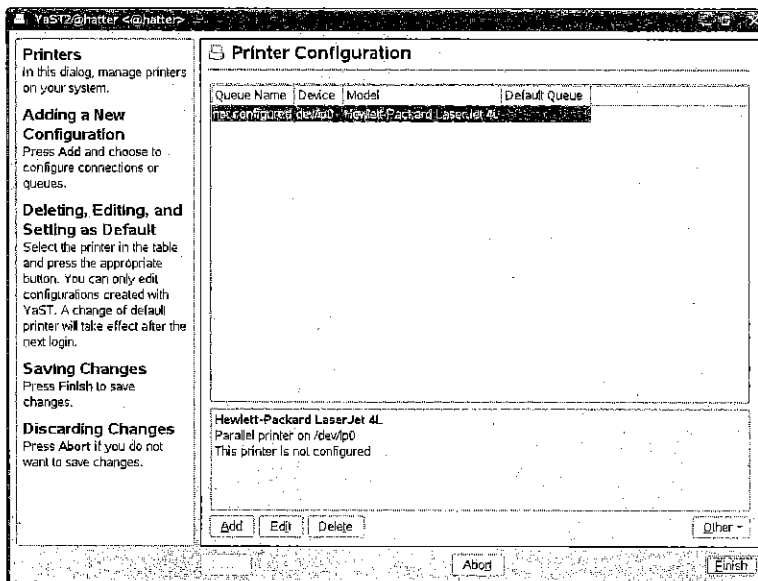 YaST2@hatter <@hatter>
Printers
In this dialog, manage printers
on your system.
Adding a New
Configuration
Press Add and choose to
configure connections or
queues.
Deleting, Editing, and
Setting as Default
Select the printer in the table
and press the appropriate
button. You can only edit
configurations created with
YaST. A change of default
printer will take effect after the
next login.
Saving Changes
Press Finish to save
changes.
Discarding Changes
Press Abort if you do not
want to save changes.
Printer Configuration
Queue Name Device Model Default Queue
not configured dev/lp0 Hewlett-Packard LaserJet 4L
Hewlett-Packard LaserJet 4L
Parallel printer on /dev/lp0
This printer is not configured
Add Edit Delete Other
Abort Finish